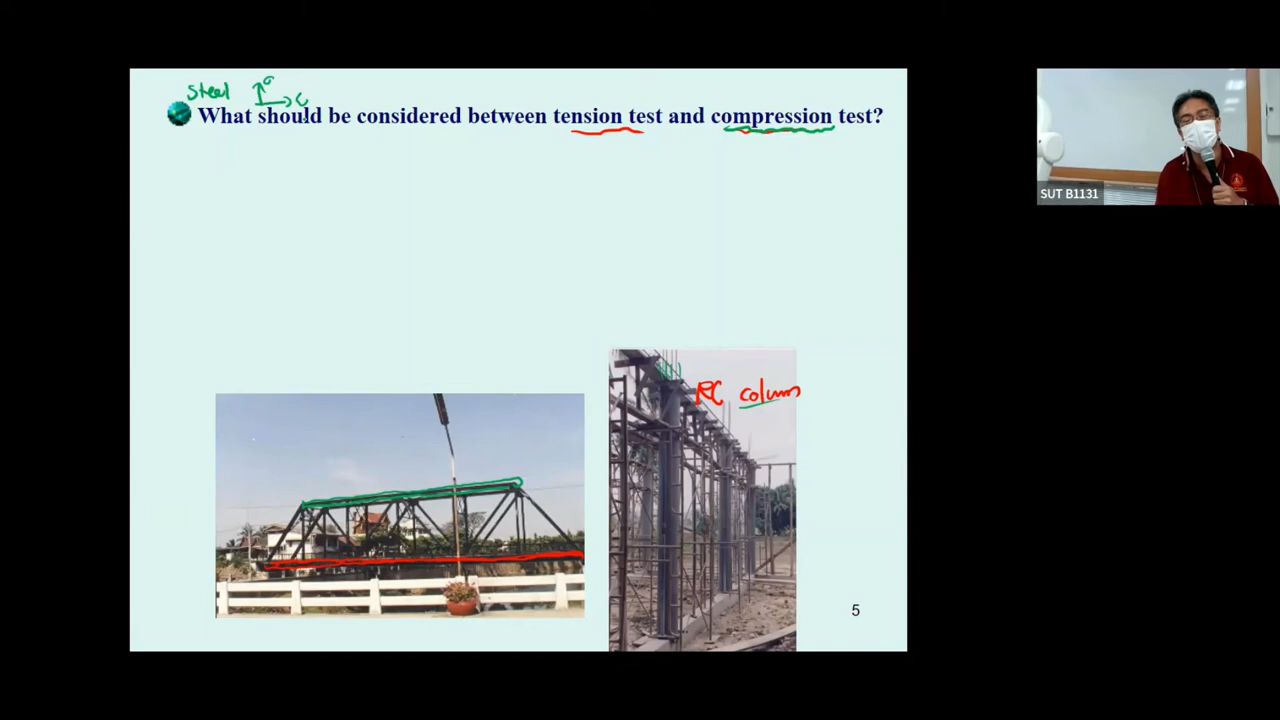 Steel σ
ε
What should be considered between tension test and compression test?
RC column
5
SUT B1131